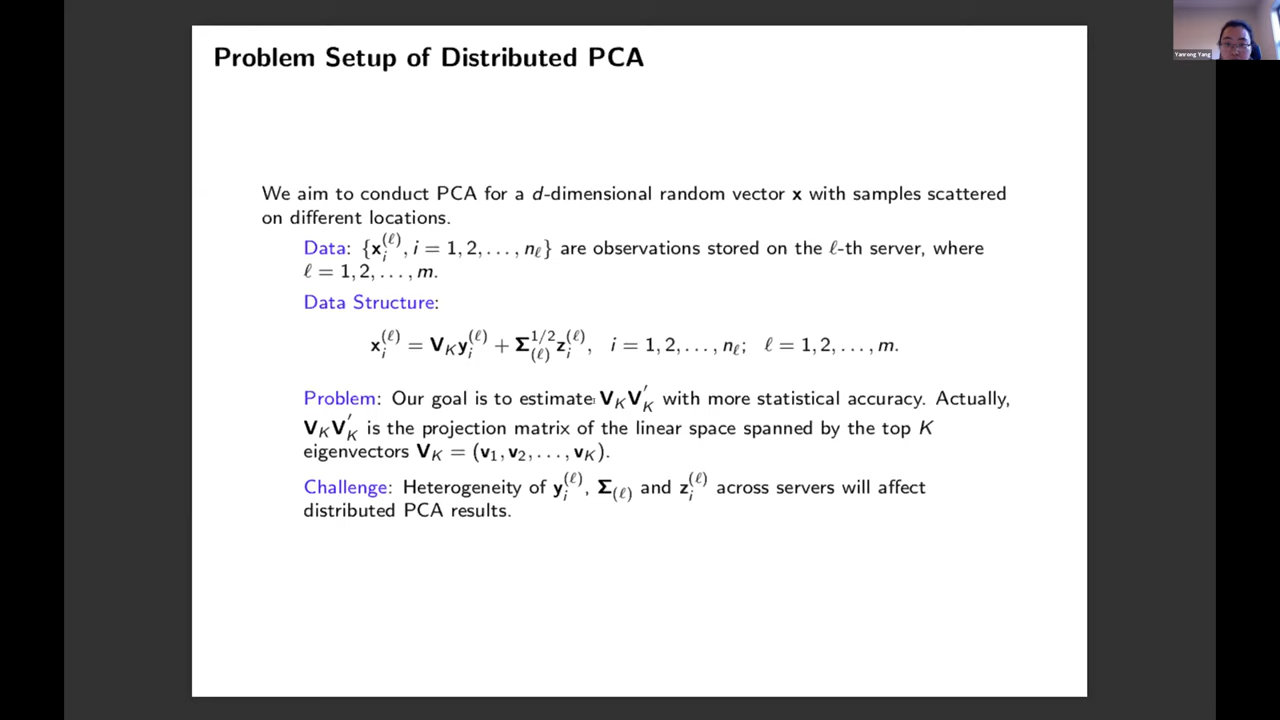 Problem Setup of Distributed PCA
Yanrong Yang
We aim to conduct PCA for a d-dimensional random vector x with samples scattered
on different locations.
Data: {x_i^{(ℓ)}, i = 1, 2, . . . , n_ℓ} are observations stored on the ℓ-th server, where
ℓ = 1, 2, . . . , m.
Data Structure:
x_i^{(ℓ)} = V_K y_i^{(ℓ)} + Σ_{(ℓ)}^{1/2} z_i^{(ℓ)}, i = 1, 2, . . . , n_ℓ; ℓ = 1, 2, . . . , m.
Problem: Our goal is to estimate V_K V_K′ with more statistical accuracy. Actually,
V_K V_K′ is the projection matrix of the linear space spanned by the top K
eigenvectors V_K = (v_1, v_2, . . . , v_K).
Challenge: Heterogeneity of y_i^{(ℓ)}, Σ_{(ℓ)} and z_i^{(ℓ)} across servers will affect
distributed PCA results.